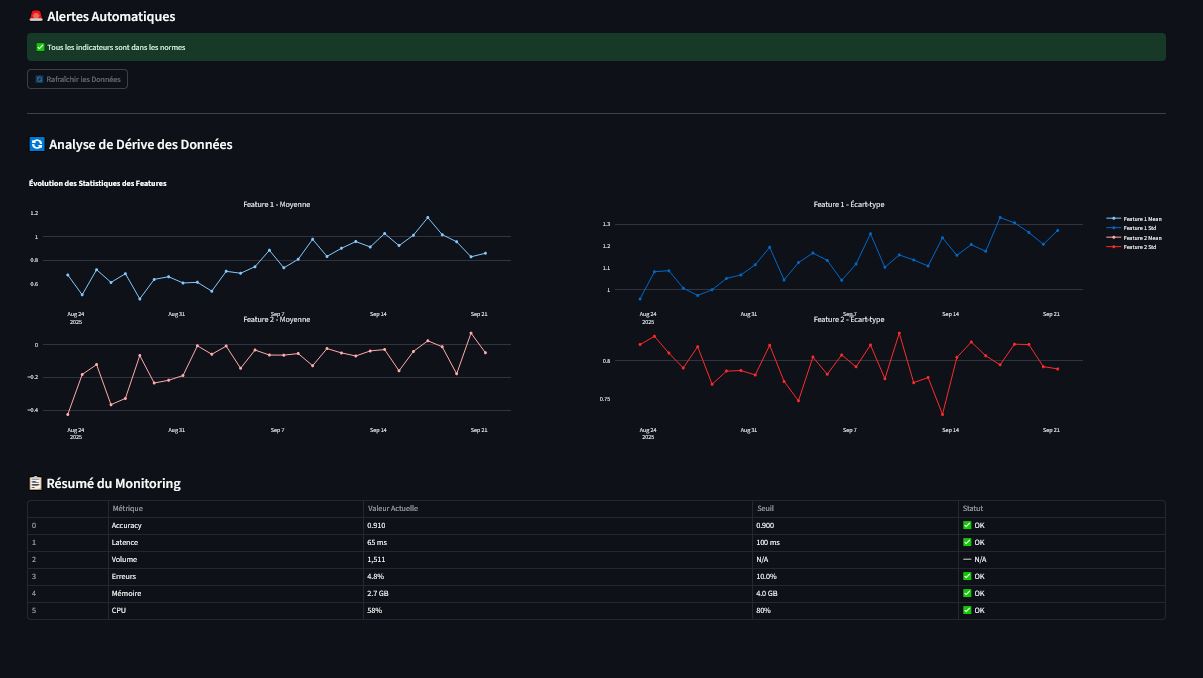 🚨 Alertes Automatiques
✅ Tous les indicateurs sont dans les normes
Rafraîchir les Données
🔄 Analyse de Dérive des Données
Évolution des Statistiques des Features
Feature 1 - Moyenne
1.2
1
0.8
0.6
Aug 24 Aug 31 Sep 7 Sep 14 Sep 21
2025
Feature 1 - Écart-type
1.3
1.2
1.1
1
Aug 24 Aug 31 Sep 7 Sep 14 Sep 21
2025
Feature 1 Mean
Feature 1 Std
Feature 2 Mean
Feature 2 Std
Feature 2 - Moyenne
0
−0.2
−0.4
Aug 24 Aug 31 Sep 7 Sep 14 Sep 21
2025
Feature 2 - Écart-type
0.8
0.75
Aug 24 Aug 31 Sep 7 Sep 14 Sep 21
2025
📋 Résumé du Monitoring
Métrique Valeur Actuelle Seuil Statut
0 Accuracy 0.910 0.900 ✅ OK
1 Latence 65 ms 100 ms ✅ OK
2 Volume 1,511 N/A — N/A
3 Erreurs 4.8% 10.0% ✅ OK
4 Mémoire 2.7 GB 4.0 GB ✅ OK
5 CPU 58% 80% ✅ OK